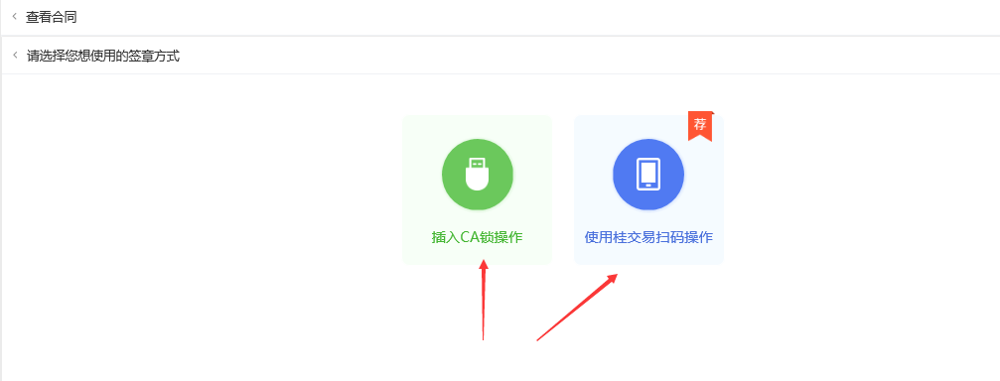 查看合同
请选择您想使用的签章方式
荐
插入CA锁操作
使用桂交易扫码操作